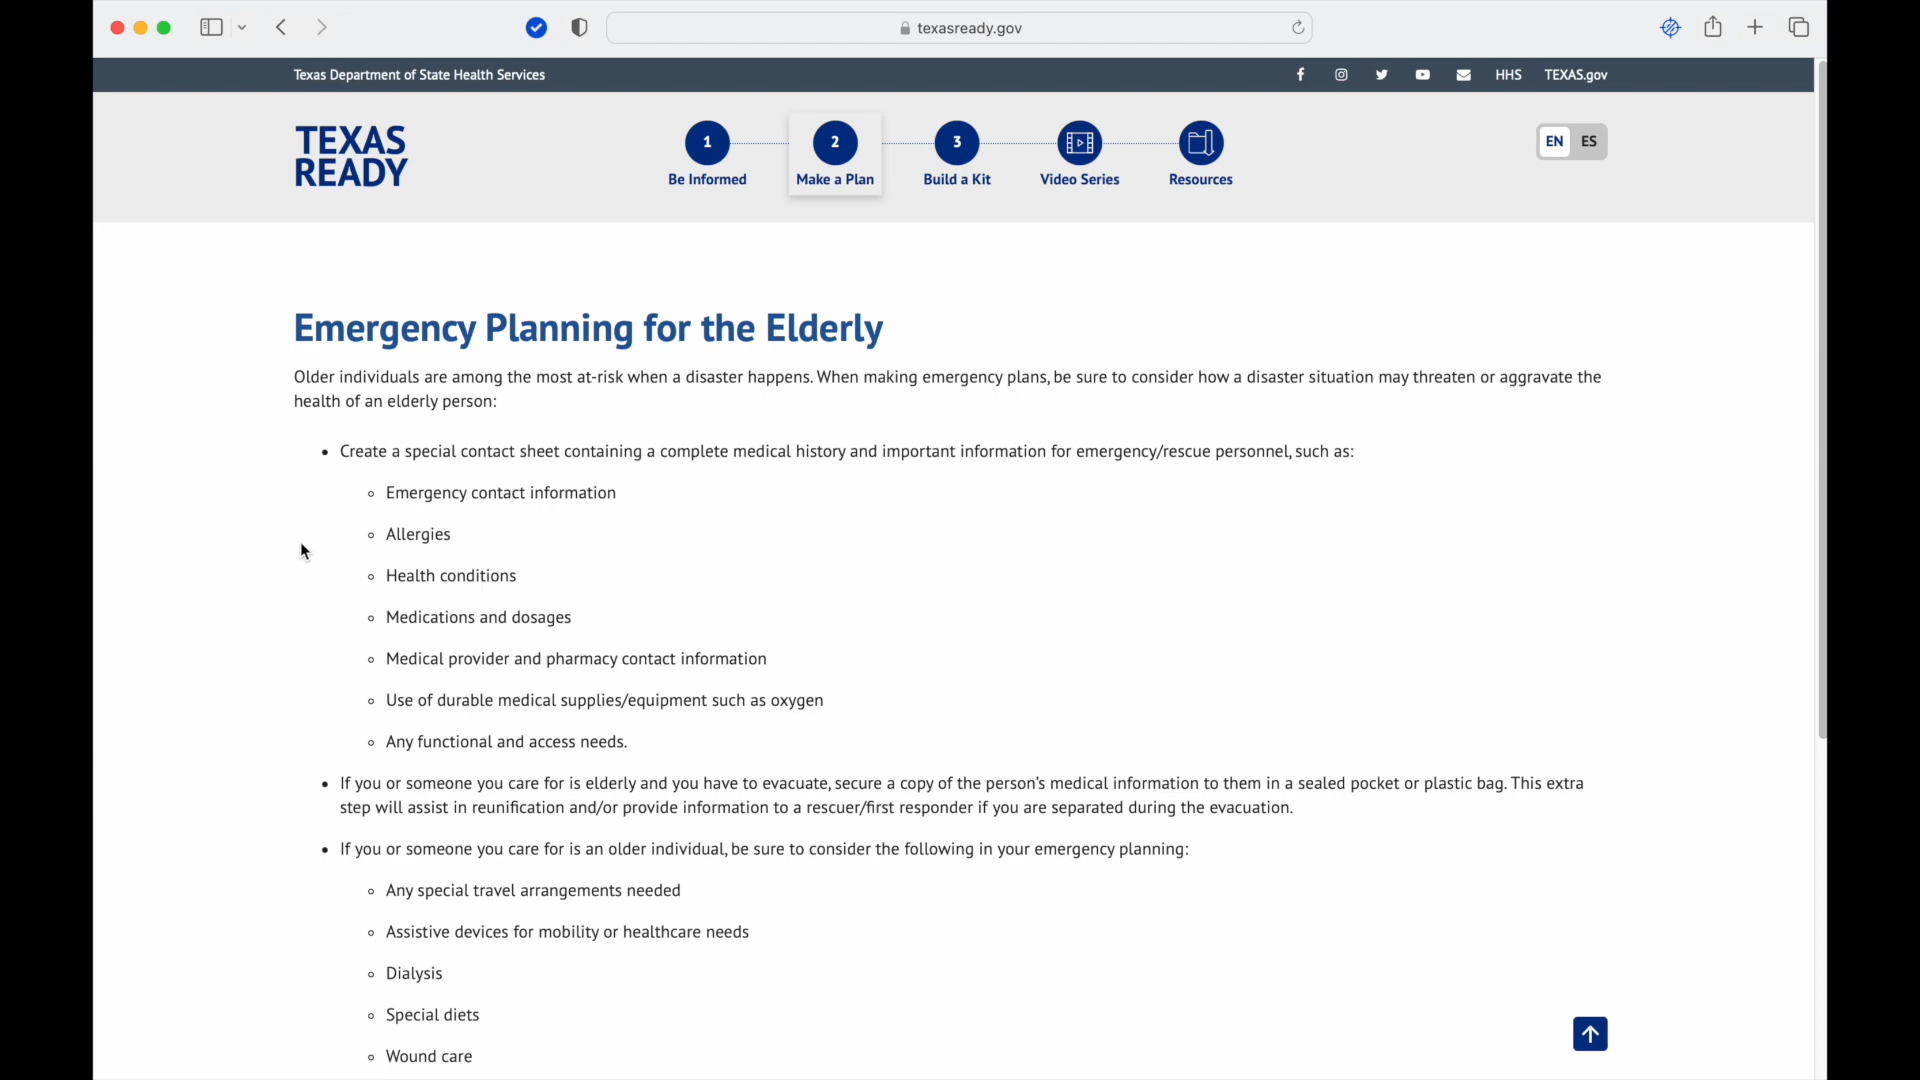 texasready.gov
Texas Department of State Health Services
HHS
TEXAS.gov
TEXAS
READY
1
Be Informed
2
Make a Plan
3
Build a Kit
Video Series
Resources
EN
ES
Emergency Planning for the Elderly
Older individuals are among the most at-risk when a disaster happens. When making emergency plans, be sure to consider how a disaster situation may threaten or aggravate the
health of an elderly person:
• Create a special contact sheet containing a complete medical history and important information for emergency/rescue personnel, such as:
◦ Emergency contact information
◦ Allergies
◦ Health conditions
◦ Medications and dosages
◦ Medical provider and pharmacy contact information
◦ Use of durable medical supplies/equipment such as oxygen
◦ Any functional and access needs.
• If you or someone you care for is elderly and you have to evacuate, secure a copy of the person's medical information to them in a sealed pocket or plastic bag. This extra
step will assist in reunification and/or provide information to a rescuer/first responder if you are separated during the evacuation.
• If you or someone you care for is an older individual, be sure to consider the following in your emergency planning:
◦ Any special travel arrangements needed
◦ Assistive devices for mobility or healthcare needs
◦ Dialysis
◦ Special diets
◦ Wound care